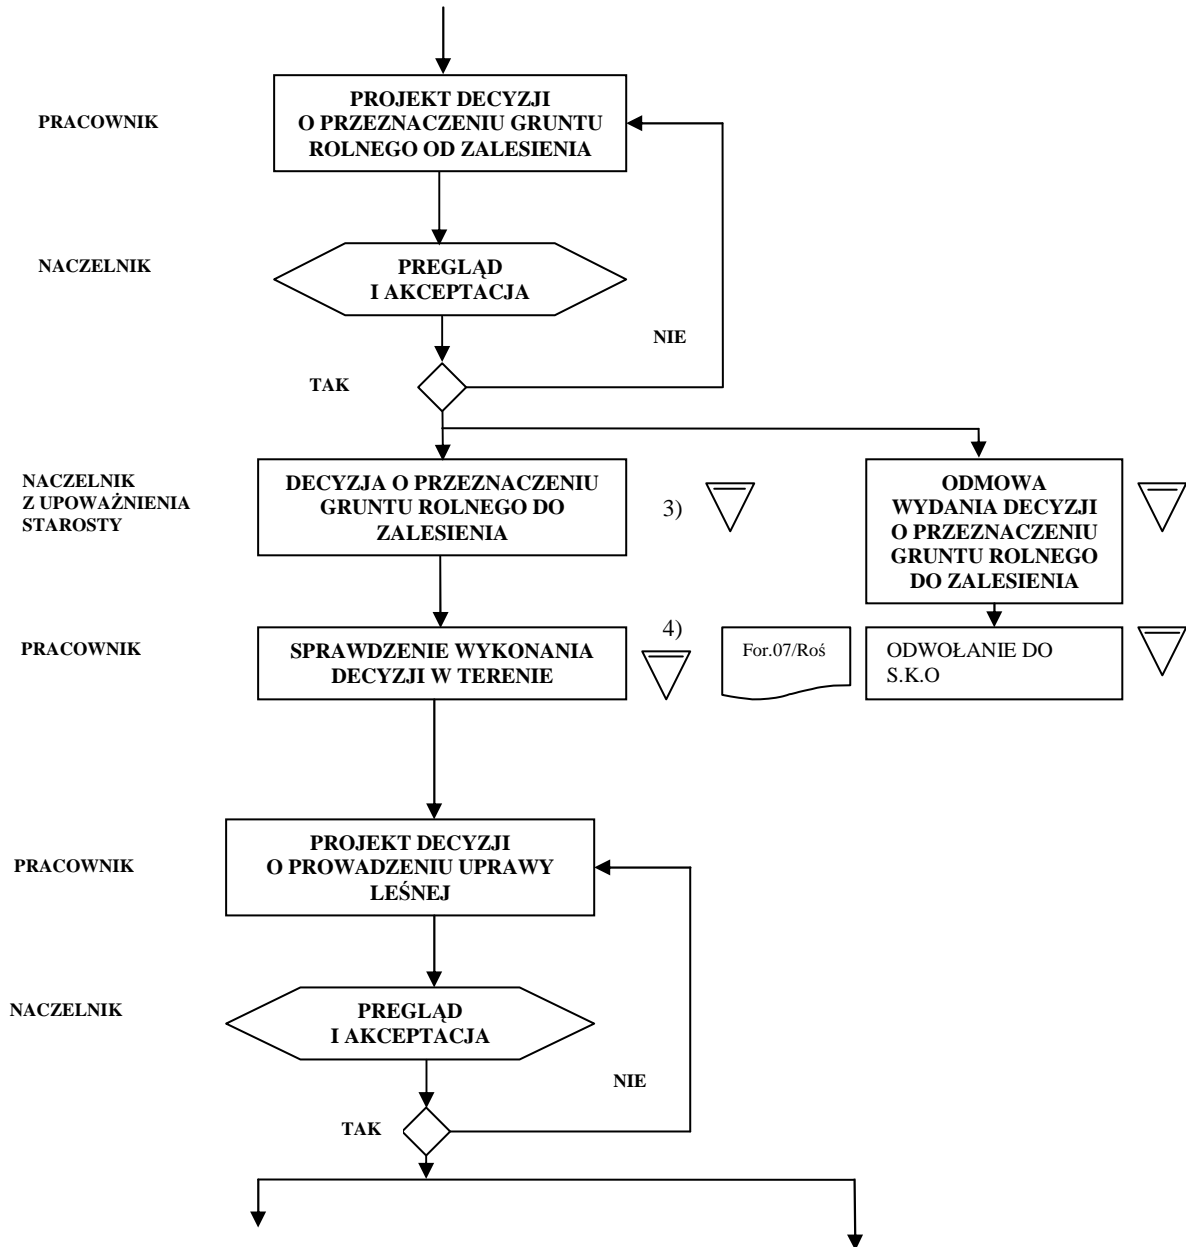 PROJEKT DECYZJI
PRACOWNIK
O PRZEZNACZENIU GRUNTU
ROLNEGO OD ZALESIENIA
NACZELNIK
PREGLĄD
I AKCEPTACJA
NIE
TAK
NACZELNIK
Z UPOWAŻNIENIA
STAROSTY
DECYZJA O PRZEZNACZENIU
GRUNTU ROLNEGO DO
ZALESIENIA
3)
ODMOWA
WYDANIA DECYZJI
O PRZEZNACZENIU
GRUNTU ROLNEGO
DO ZALESIENIA
PRACOWNIK
SPRAWDZENIE WYKONANIA
DECYZJI W TERENIE
4)
For.07/Roś
ODWOŁANIE DO
S.K.O
PRACOWNIK
PROJEKT DECYZJI
O PROWADZENIU UPRAWY
LEŚNEJ
NACZELNIK
PREGLĄD
I AKCEPTACJA
NIE
TAK